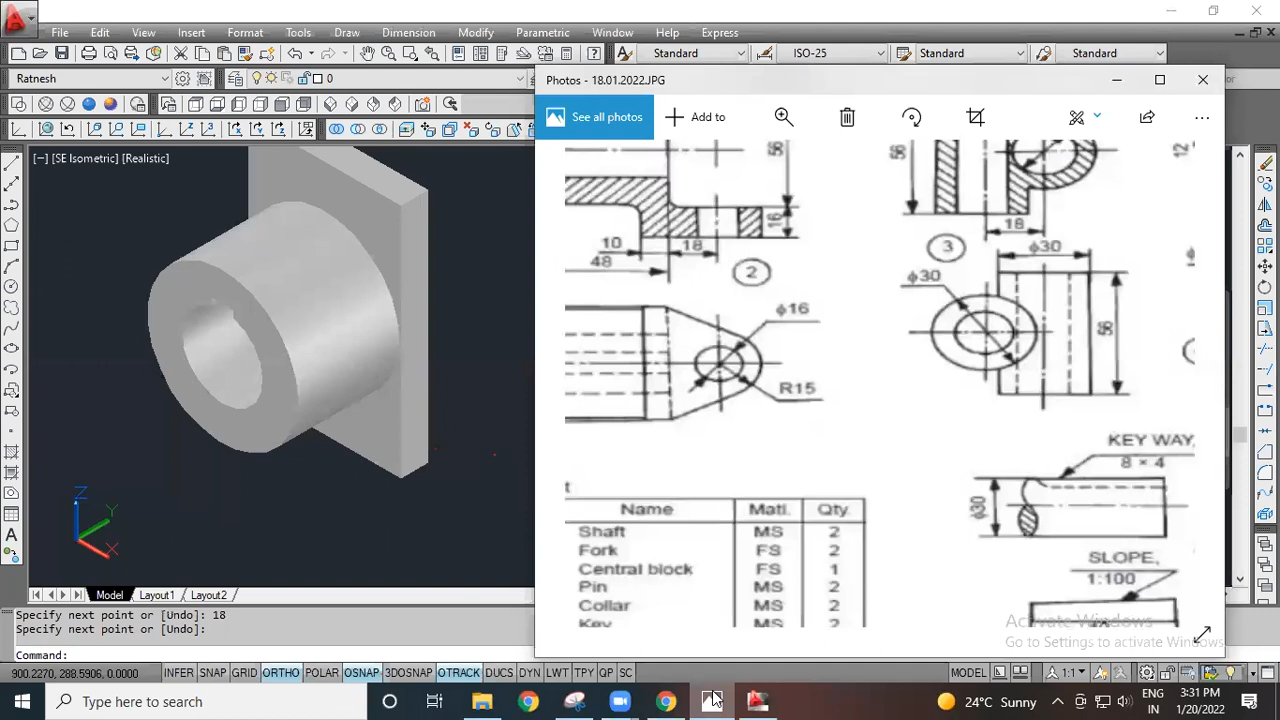 File Edit View Insert Format Tools Draw Dimension Modify Parametric Window Help Express
Standard ISO-25 Standard Standard
Ratnesh 0
[−] [SE Isometric] [Realistic]
Photos - 18.01.2022.JPG
See all photos Add to
56
16
10 18
48
2
56
12
18
3
ϕ30
ϕ30
56
ϕ16
R15
KEY WAY,
8 × 4
ϕ30
SLOPE,
1:100
Name Matl. Qty.
Shaft MS 2
Fork FS 2
Central block FS 1
Pin MS 2
Collar MS 2
Key MS 2
Z
Y
X
Model Layout1 Layout2
Specify next point or [Undo]: 18
Specify next point or [Undo]:
Command:
Activate Windows
Go to Settings to activate Windows.
900.2270, 288.5906, 0.0000 INFER SNAP GRID ORTHO POLAR OSNAP 3DOSNAP OTRACK DUCS DYN LWT TPY QP SC MODEL 1:1
Type here to search
24°C Sunny
ENG
IN
3:31 PM
1/20/2022